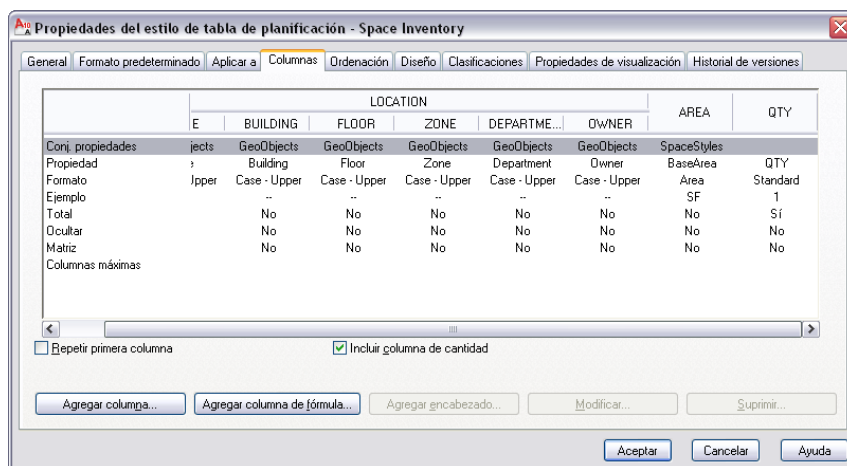 Propiedades del estilo de tabla de planificación - Space Inventory
General Formato predeterminado Aplicar a Columnas Ordenación Diseño Clasificaciones Propiedades de visualización Historial de versiones
LOCATION AREA QTY
E BUILDING FLOOR ZONE DEPARTME... OWNER
Conj. propiedades jects GeoObjects GeoObjects GeoObjects GeoObjects GeoObjects SpaceStyles
Propiedad Building Floor Zone Department Owner BaseArea QTY
Formato Upper Case - Upper Case - Upper Case - Upper Case - Upper Case - Upper Area Standard
Ejemplo -- -- -- -- -- SF 1
Total No No No No No No Sí
Ocultar No No No No No No No
Matriz No No No No No No No
Columnas máximas
Repetir primera columna Incluir columna de cantidad
Agregar columna... Agregar columna de fórmula... Agregar encabezado... Modificar... Suprimir...
Aceptar Cancelar Ayuda